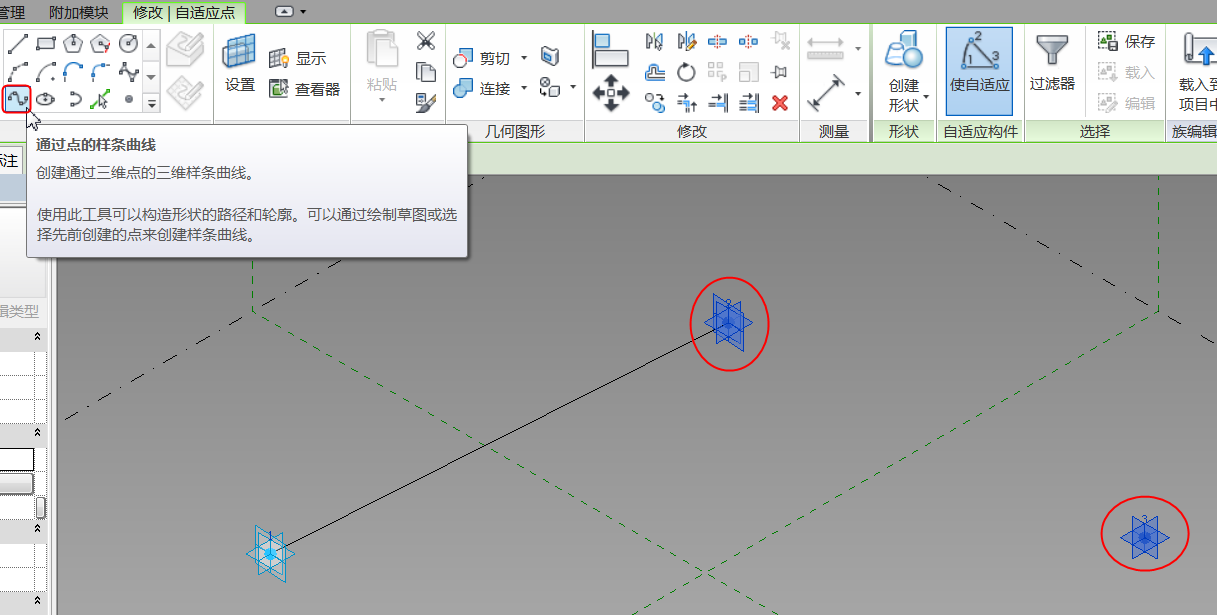 管理 附加模块 修改 | 自适应点
设置
显示
查看器
粘贴
剪切
连接
创建
形状
2
1 3
使自适应
过滤器
保存
载入
编辑
载入到
项目中
几何图形
修改
测量
形状
自适应构件
选择
族编辑
标注
通过点的样条曲线
创建通过三维点的三维样条曲线。
使用此工具可以构造形状的路径和轮廓。可以通过绘制草图或选
择先前创建的点来创建样条曲线。
辑类型
2
3
1